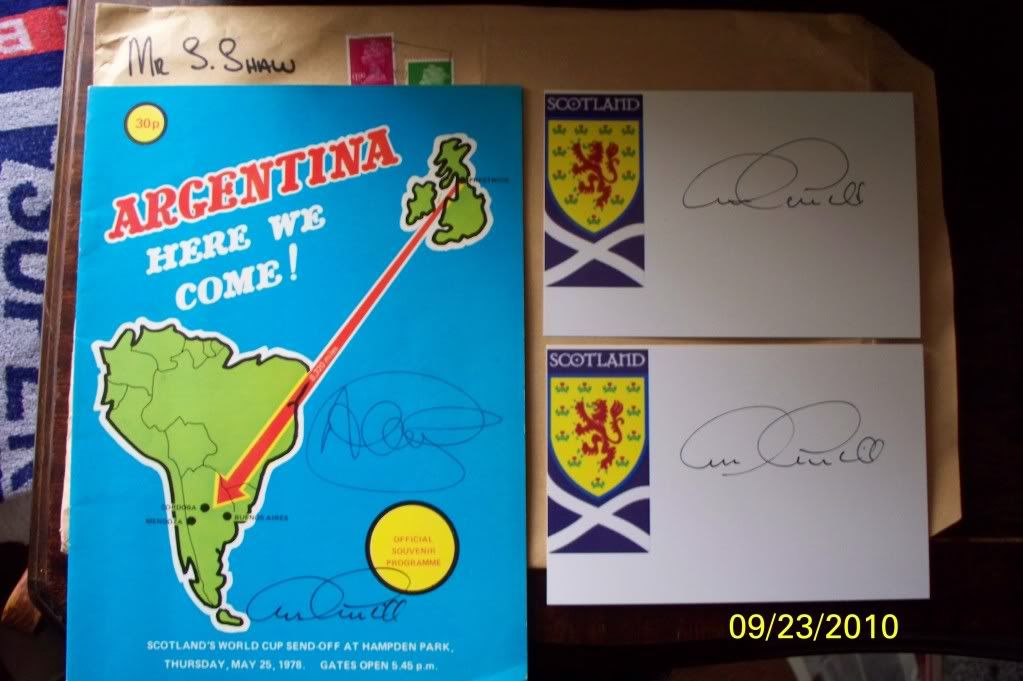 MR S. SHAW
30p
ARGENTINA
HERE WE
COME!
PRESTWICK
CORDOBA
MENDOZA
BUENOS AIRES
OFFICIAL
SOUVENIR
PROGRAMME
SCOTLAND'S WORLD CUP SEND-OFF AT HAMPDEN PARK,
THURSDAY, MAY 25, 1978. GATES OPEN 5.45 p.m.
SCOTLAND
SCOTLAND
09/23/2010